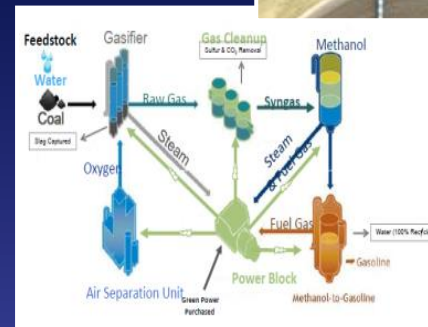 Feedstock
Water
Coal
Gasifier
Gas Cleanup
Sulfur & CO2 Removal
Methanol
Raw Gas
Syngas
Slag Captured
Steam
Steam
& Fuel Gas
Oxygen
Fuel Gas
Water (100% Recycle)
Gasoline
Air Separation Unit
Green Power
Purchased
Power Block
Methanol-to-Gasoline